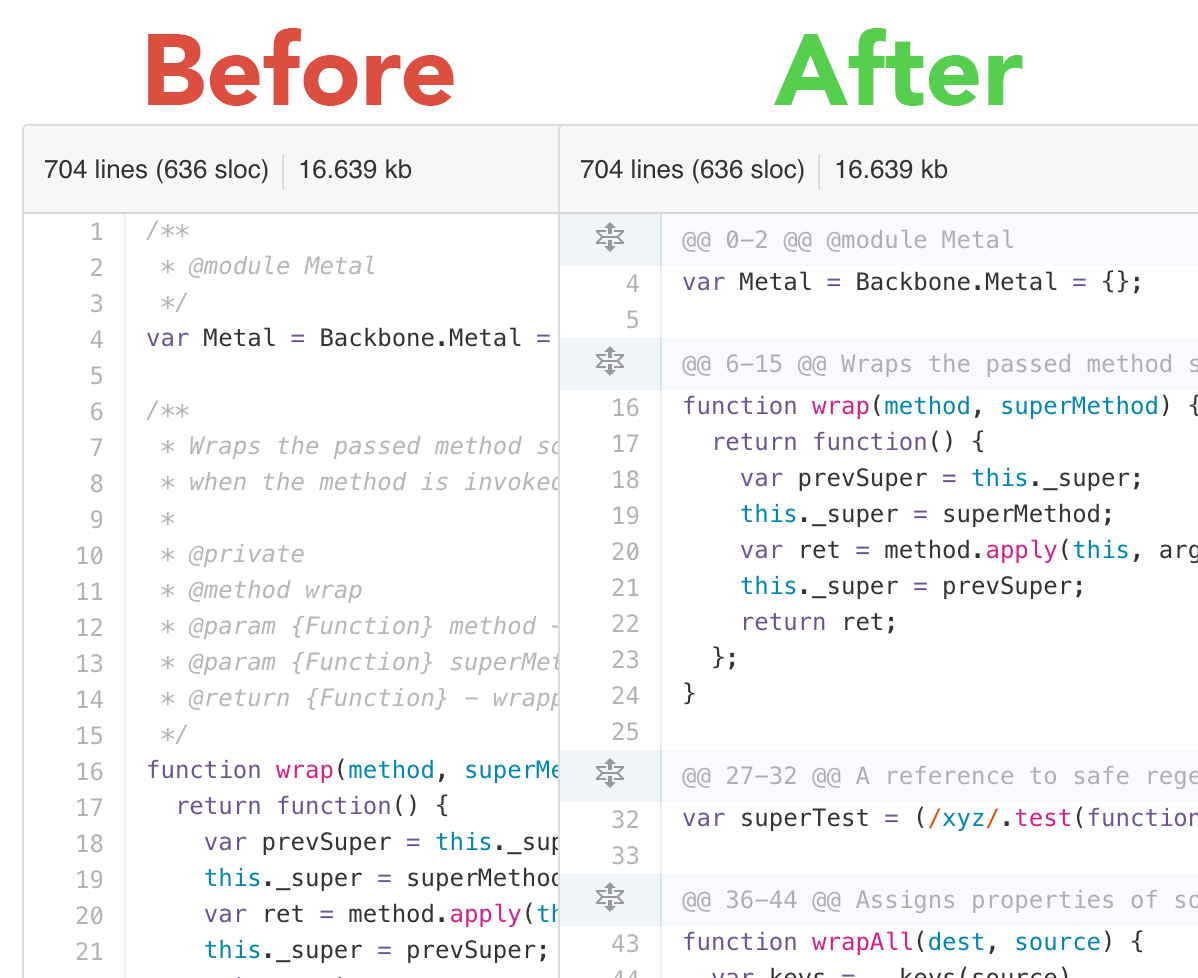 Before
704 lines (636 sloc) 16.639 kb
1 /**
2 * @module Metal
3 */
4 var Metal = Backbone.Metal =
5
6 /**
7 * Wraps the passed method so
8 * when the method is invoked
9 *
10 * @private
11 * @method wrap
12 * @param {Function} method -
13 * @param {Function} superMet
14 * @return {Function} - wrapp
15 */
16 function wrap(method, superMe
17 return function() {
18 var prevSuper = this._sup
19 this._super = superMethod
20 var ret = method.apply(th
21 this._super = prevSuper;
After
704 lines (636 sloc) 16.639 kb
@@ 0-2 @@ @module Metal
4 var Metal = Backbone.Metal = {};
5
@@ 6-15 @@ Wraps the passed method s
16 function wrap(method, superMethod) {
17 return function() {
18 var prevSuper = this._super;
19 this._super = superMethod;
20 var ret = method.apply(this, arg
21 this._super = prevSuper;
22 return ret;
23 };
24 }
25
@@ 27-32 @@ A reference to safe rege
32 var superTest = (/xyz/.test(function
33
@@ 36-44 @@ Assigns properties of so
43 function wrapAll(dest, source) {
44 var keys = _.keys(source)